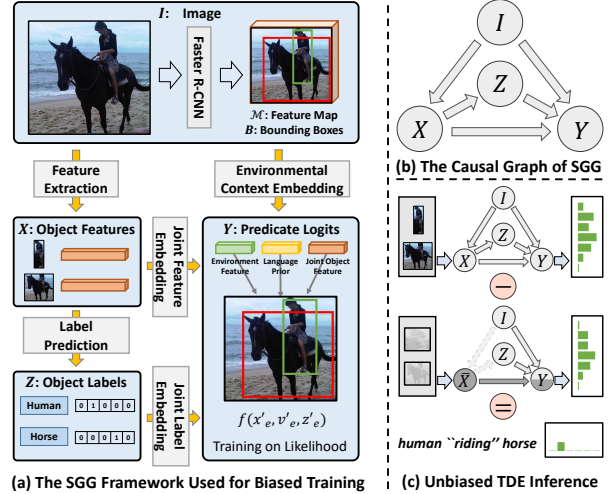 I: Image
Faster R-CNN
M: Feature Map
B: Bounding Boxes
Feature
Extraction
Environmental
Context Embedding
X: Object Features
Joint Feature
Embedding
Y: Predicate Logits
Environment
Feature
Language
Prior
Joint Object
Feature
Label
Prediction
Z: Object Labels
Human
0 1 0 0 0
Horse
0 0 0 1 0
Joint Label
Embedding
f(x'e, v'e, z'e)
Training on Likelihood
(a) The SGG Framework Used for Biased Training
I
Z
X
Y
(b) The Causal Graph of SGG
I
Z
X
Y
−
I
Z
X̄
Y
=
human ``riding'' horse
(c) Unbiased TDE Inference